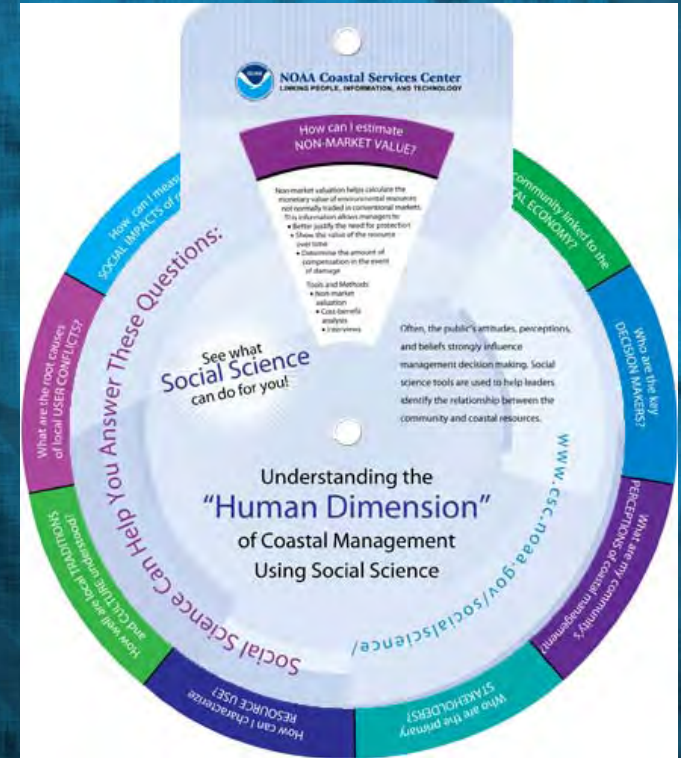 NOAA
NOAA Coastal Services Center
LINKING PEOPLE, INFORMATION, AND TECHNOLOGY
How can I estimate
NON-MARKET VALUE?
Non-market valuation helps calculate the
monetary value of environmental resources
not normally traded in conventional markets.
This information allows managers to:
• Better justify the need for protection
• Show the value of the resource
over time
• Determine the amount of
compensation in the event
of damage
Tools and Methods
• Non-market
valuation
• Cost-benefit
analysis
• Interviews
community linked to the
TAL ECONOMY?
Who are the key
DECISION MAKERS?
What are my community's
PERCEPTIONS of coastal management?
Who are the primary
STAKEHOLDERS?
How can I characterize
RESOURCE USE?
How well are local TRADITIONS
and CULTURE understood?
What are the root causes
of local USER CONFLICTS?
How can I meas
SOCIAL IMPACTS of
Social Science Can Help You Answer These Questions:
See what
Social Science
can do for you!
Often, the public's attitudes, perceptions,
and beliefs strongly influence
management decision making. Social
science tools are used to help leaders
identify the relationship between the
community and coastal resources.
Understanding the
“Human Dimension”
of Coastal Management
Using Social Science
www.csc.noaa.gov/socialscience/